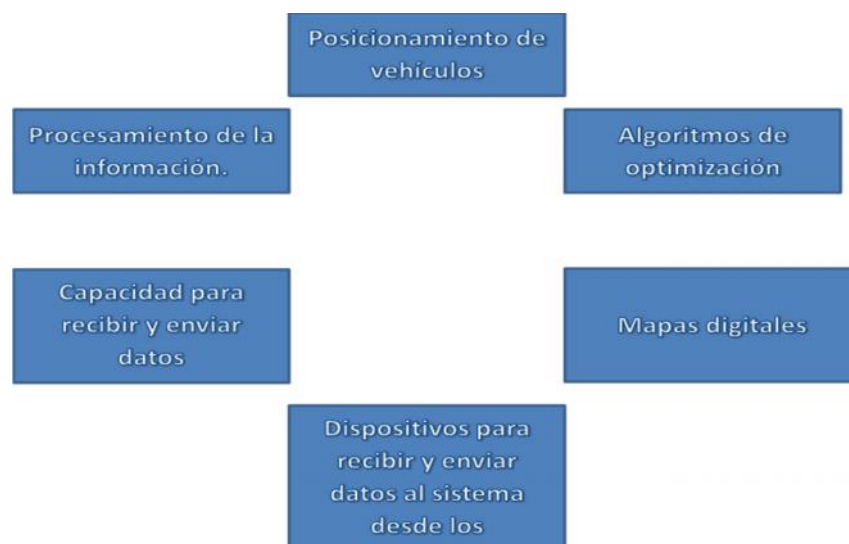 Posicionamiento de
vehículos
Procesamiento de la
información.
Algoritmos de
optimización
Capacidad para
recibir y enviar
datos
Mapas digitales
Dispositivos para
recibir y enviar
datos al sistema
desde los